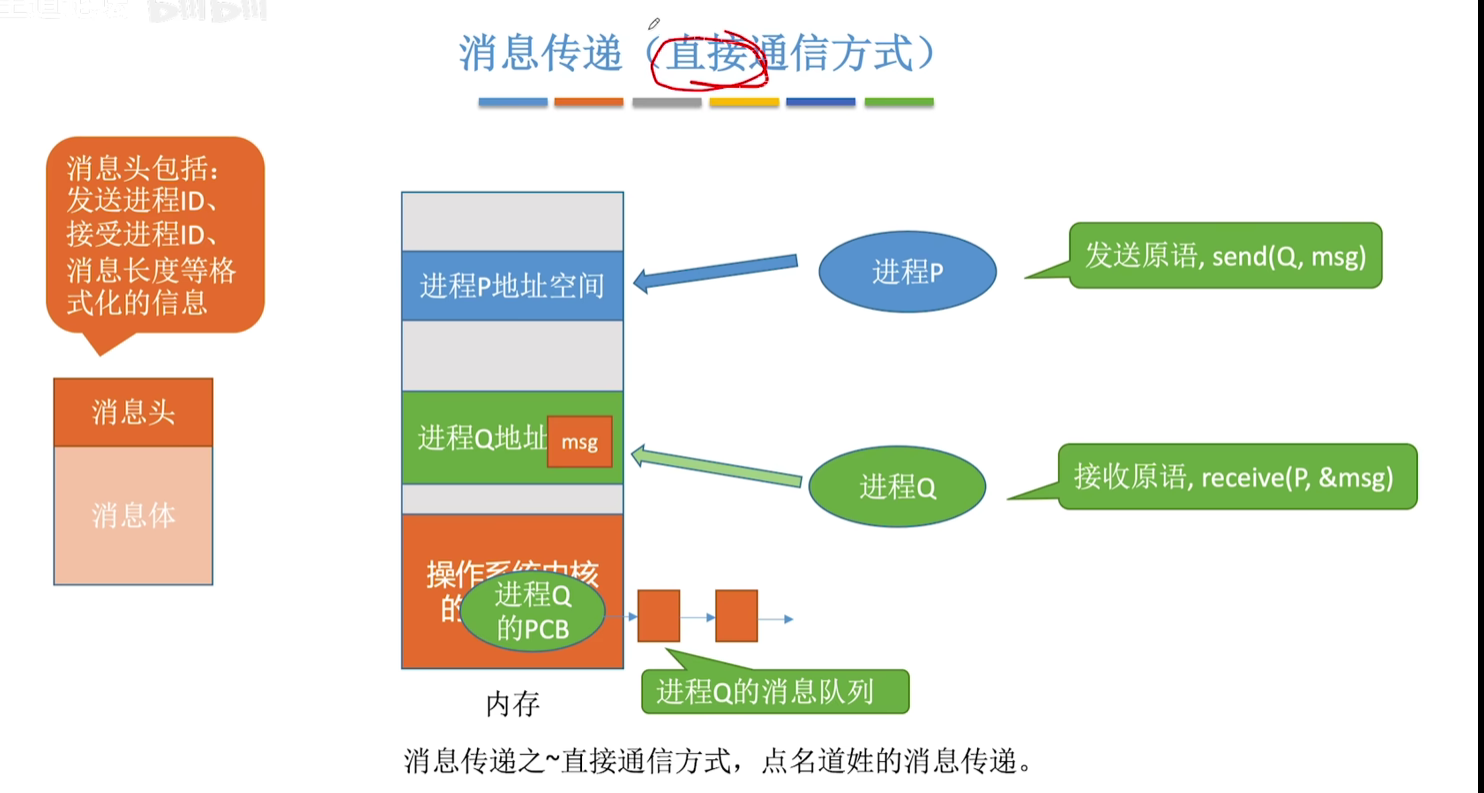 消息传递（直接通信方式）
消息头包括：
发送进程ID、
接受进程ID、
消息长度等格
式化的信息
消息头
消息体
进程P地址空间
进程Q地址
msg
操作系统内核
的
进程Q
的PCB
内存
进程P
发送原语, send(Q, msg)
进程Q
接收原语, receive(P, &msg)
进程Q的消息队列
消息传递之~直接通信方式，点名道姓的消息传递。